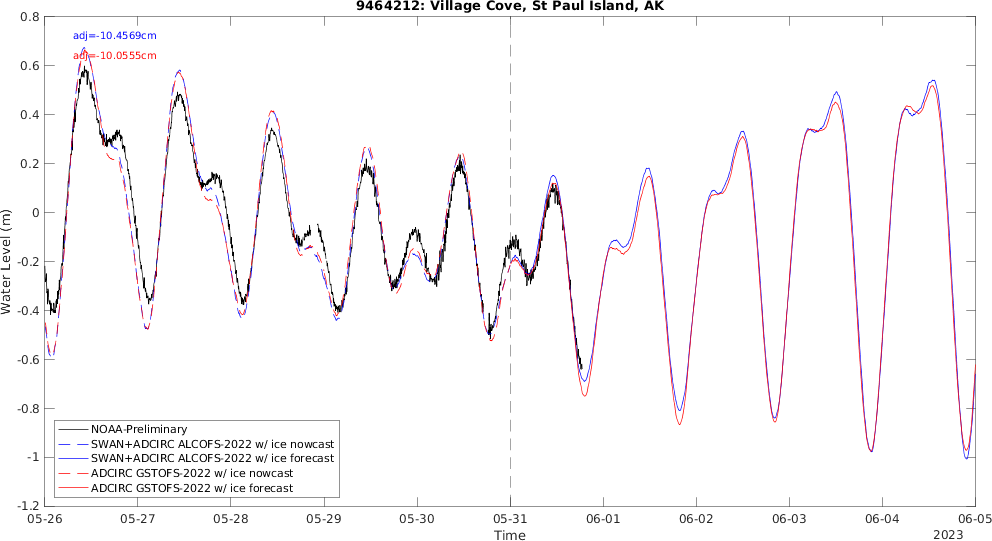 9464212: Village Cove, St Paul Island, AK
0.8
adj=-10.4569cm
adj=-10.0555cm
0.6
0.4
0.2
0
-0.2
-0.4
-0.6
-0.8
-1
-1.2
Water Level (m)
NOAA-Preliminary
SWAN+ADCIRC ALCOFS-2022 w/ ice nowcast
SWAN+ADCIRC ALCOFS-2022 w/ ice forecast
ADCIRC GSTOFS-2022 w/ ice nowcast
ADCIRC GSTOFS-2022 w/ ice forecast
05-26 05-27 05-28 05-29 05-30 05-31 06-01 06-02 06-03 06-04 06-05
Time
2023